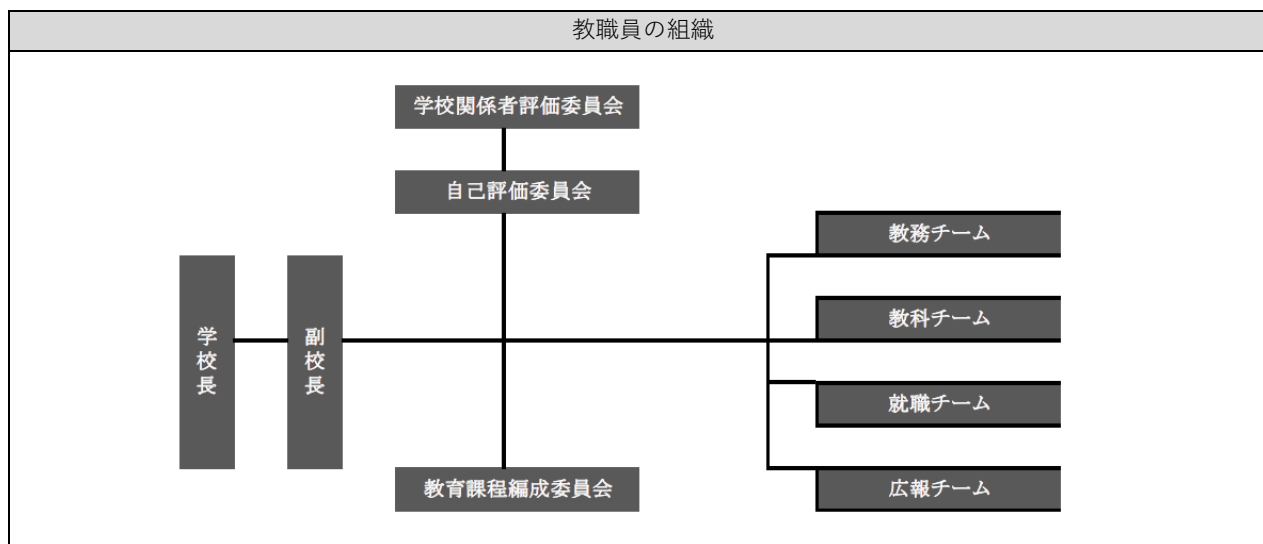 教職員の組織
学校関係者評価委員会
自己評価委員会
教務チーム
学校長
副校長
教科チーム
就職チーム
教育課程編成委員会
広報チーム